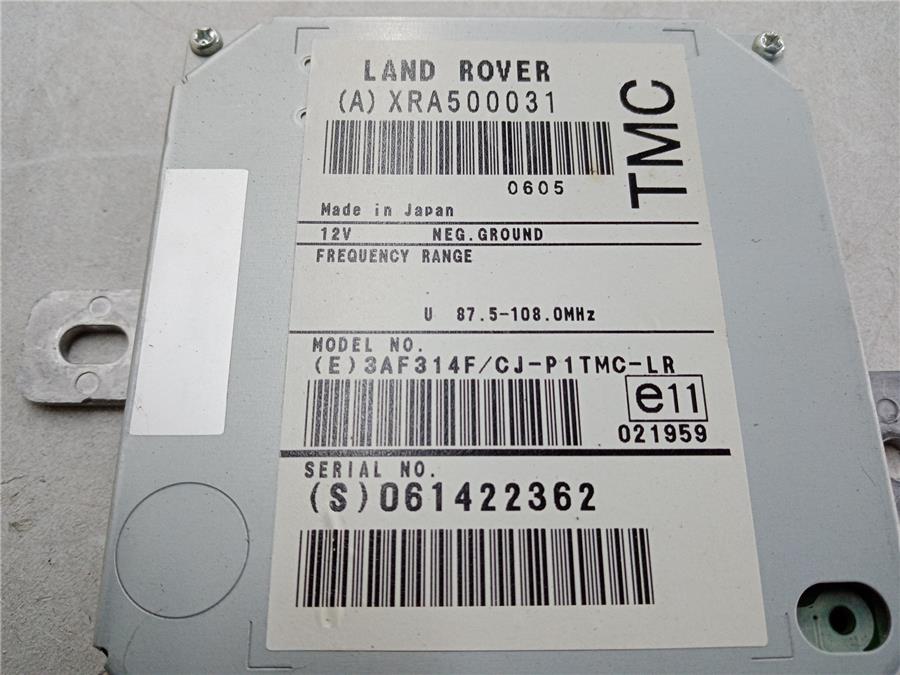 LAND ROVER
(A)XRA500031
TMC
0605
Made in Japan
12V NEG.GROUND
FREQUENCY RANGE
U 87.5-108.0MHz
MODEL NO.
(E)3AF314F/CJ-P1TMC-LR
e11
021959
SERIAL NO.
(S)061422362